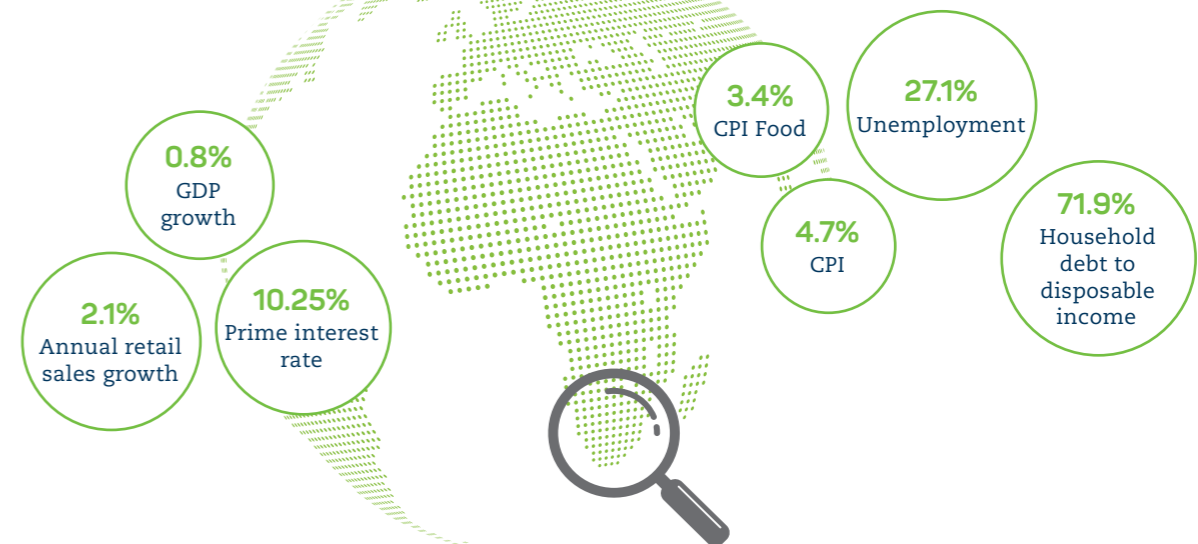 0.8%
GDP
growth
2.1%
Annual retail
sales growth
10.25%
Prime interest
rate
3.4%
CPI Food
27.1%
Unemployment
4.7%
CPI
71.9%
Household
debt to
disposable
income